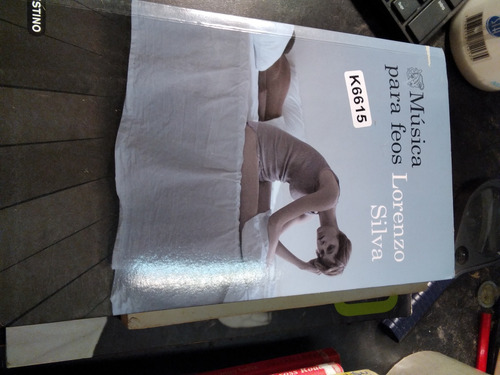 Música
para feos
Lorenzo
Silva
K6615
STINO